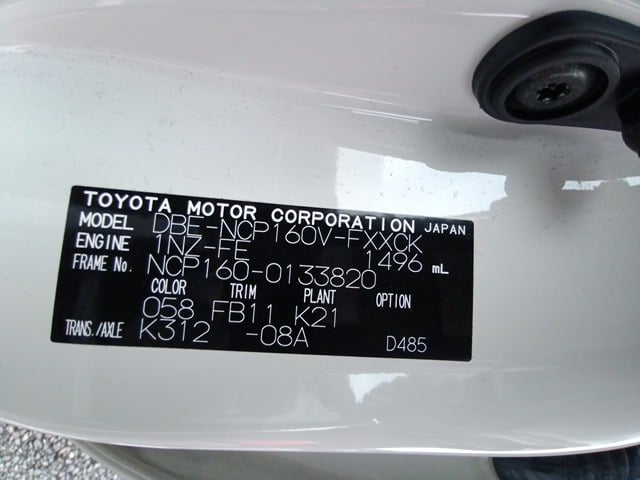 TOYOTA MOTOR CORPORATION JAPAN
MODEL DBE-NCP160V-FXXCK
ENGINE 1NZ-FE 1496 mL
FRAME No. NCP160-0133820
COLOR TRIM PLANT OPTION
058 FB11 K21
TRANS./AXLE K312 -08A D485